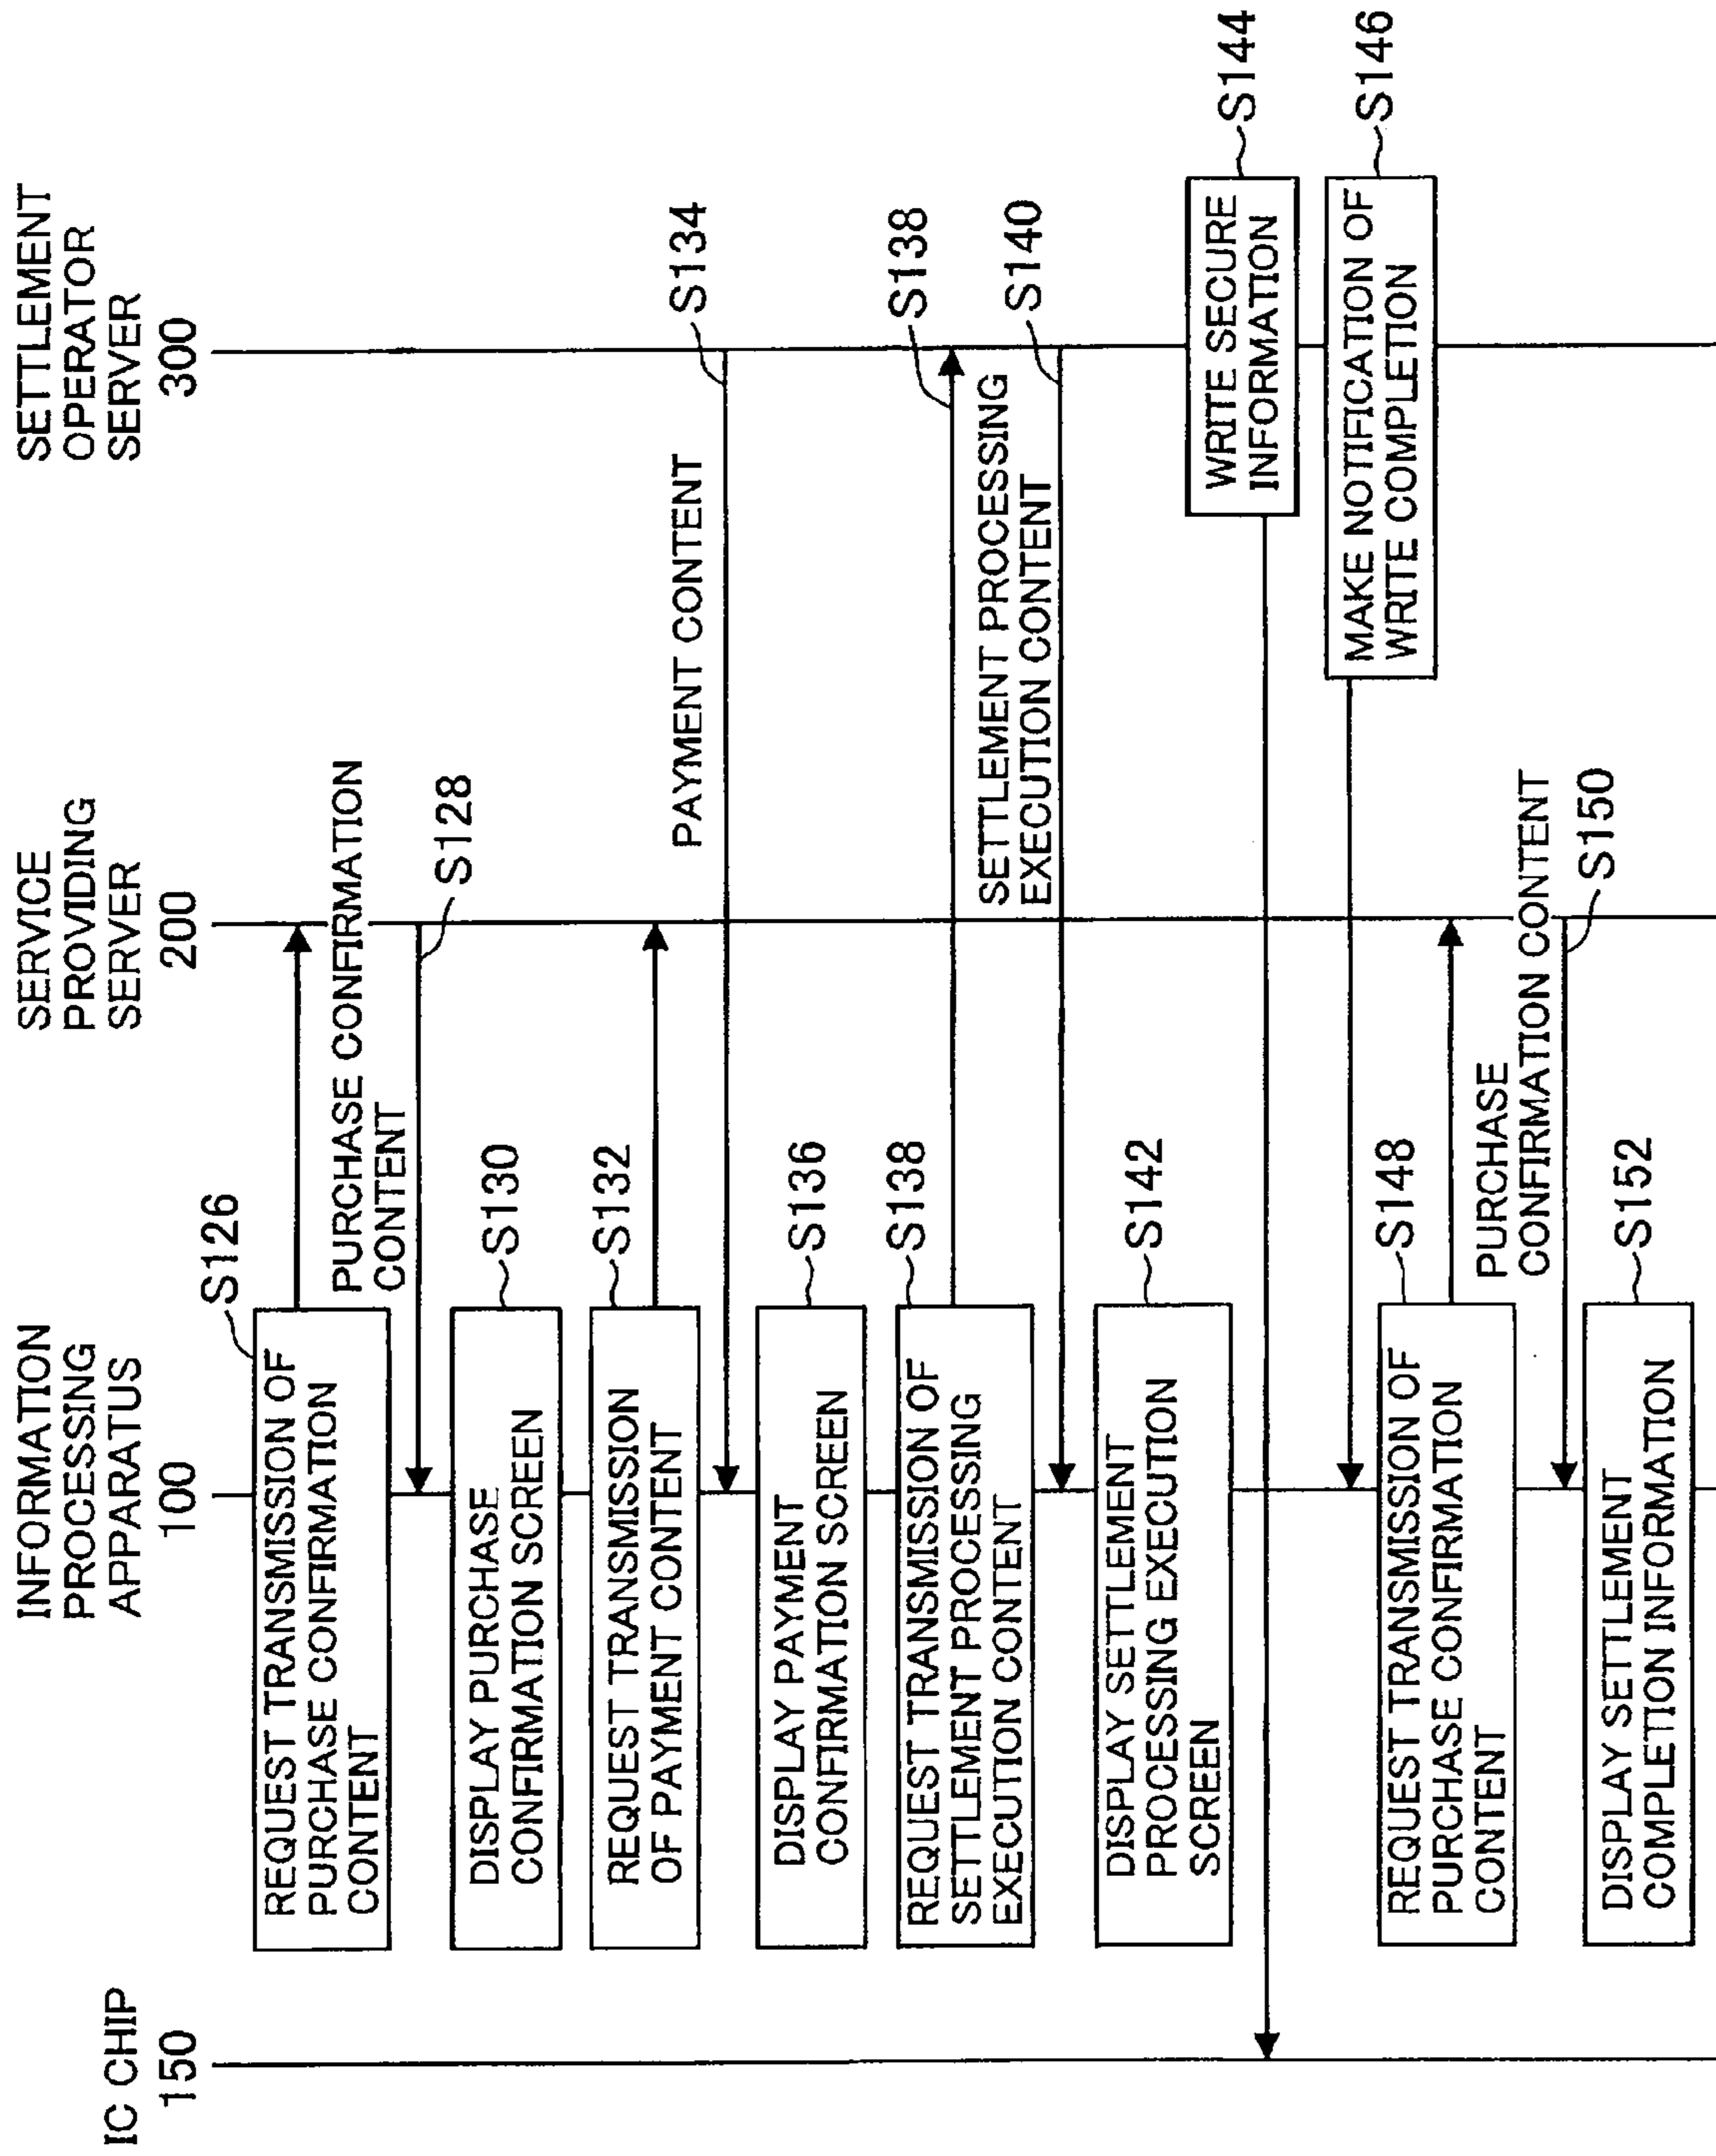 IC CHIP
150
INFORMATION
PROCESSING
APPARATUS
100
SERVICE
PROVIDING
SERVER
200
SETTLEMENT
OPERATOR
SERVER
300
S126
REQUEST TRANSMISSION OF
PURCHASE CONFIRMATION
CONTENT
PURCHASE CONFIRMATION
CONTENT
S128
DISPLAY PURCHASE
CONFIRMATION SCREEN
S130
REQUEST TRANSMISSION
OF PAYMENT CONTENT
S132
PAYMENT CONTENT
S134
DISPLAY PAYMENT
CONFIRMATION SCREEN
S136
REQUEST TRANSMISSION OF
SETTLEMENT PROCESSING
EXECUTION CONTENT
S138
S138
SETTLEMENT PROCESSING
EXECUTION CONTENT
S140
DISPLAY SETTLEMENT
PROCESSING EXECUTION
SCREEN
S142
WRITE SECURE
INFORMATION
S144
MAKE NOTIFICATION OF
WRITE COMPLETION
S146
REQUEST TRANSMISSION OF
PURCHASE CONFIRMATION
CONTENT
S148
PURCHASE
CONFIRMATION CONTENT
S150
DISPLAY SETTLEMENT
COMPLETION INFORMATION
S152